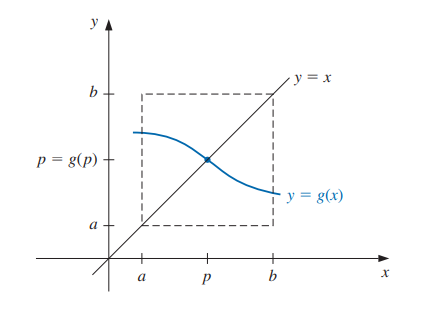 y
y = x
b
p = g(p)
y = g(x)
a
a
p
b
x